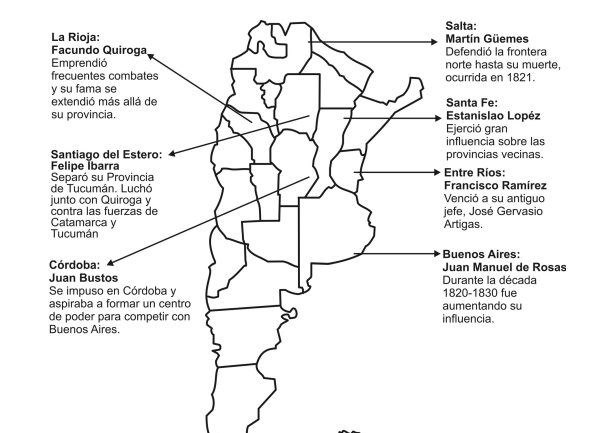 La Rioja:
Facundo Quiroga
Emprendió
frecuentes combates
y su fama se
extendió más allá de
su provincia.
Santiago del Estero:
Felipe Ibarra
Separó su Provincia
de Tucumán. Luchó
junto con Quiroga y
contra las fuerzas de
Catamarca y
Tucumán
Córdoba:
Juan Bustos
Se impuso en Córdoba y
aspiraba a formar un centro
de poder para competir con
Buenos Aires.
Salta:
Martín Güemes
Defendió la frontera
norte hasta su muerte,
ocurrida en 1821.
Santa Fe:
Estanislao Lopéz
Ejerció gran
influencia sobre las
provincias vecinas.
Entre Ríos:
Francisco Ramírez
Venció a su antiguo
jefe, José Gervasio
Artigas.
Buenos Aires:
Juan Manuel de Rosas
Durante la década
1820-1830 fue
aumentando su
influencia.